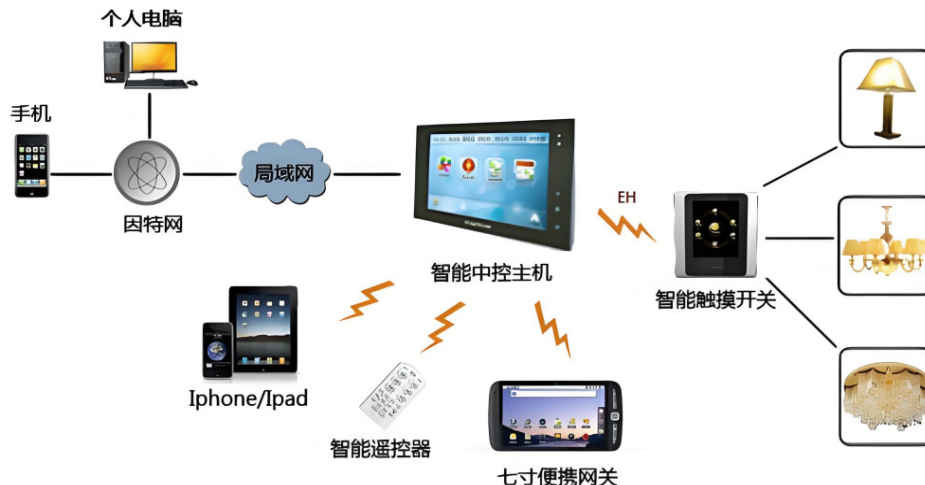 个人电脑
手机
因特网
局域网
智能中控主机
EH
智能触摸开关
Iphone/Ipad
智能遥控器
七寸便携网关